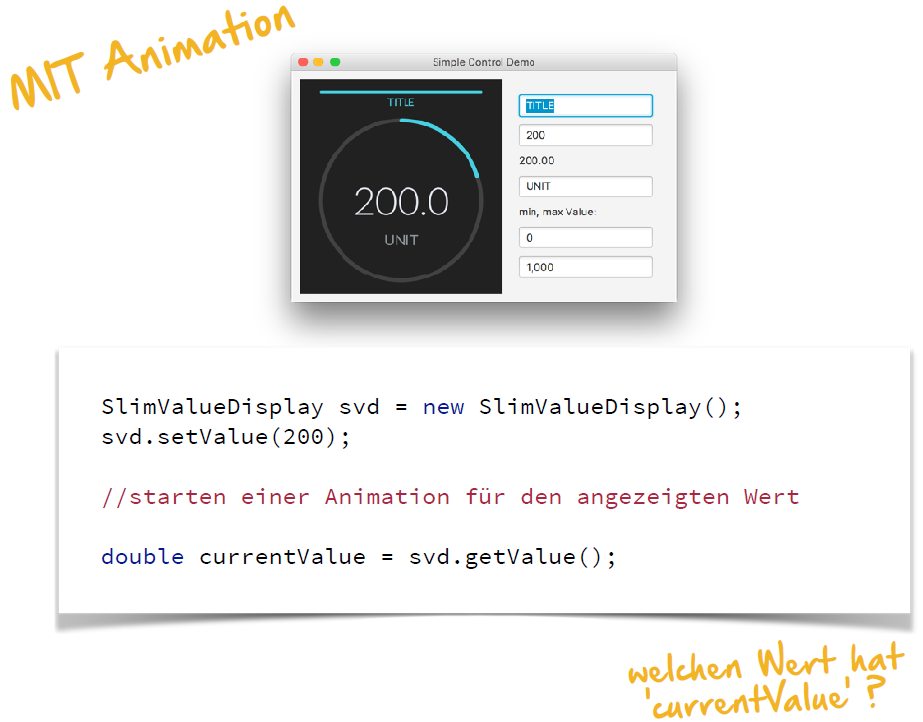 MIT Animation
Simple Control Demo
TITLE
200.0
UNIT
TITLE
200
200.00
UNIT
min, max Value:
0
1,000
SlimValueDisplay svd = new SlimValueDisplay();
svd.setValue(200);
//starten einer Animation für den angezeigten Wert
double currentValue = svd.getValue();
welchen Wert hat
'currentValue' ?